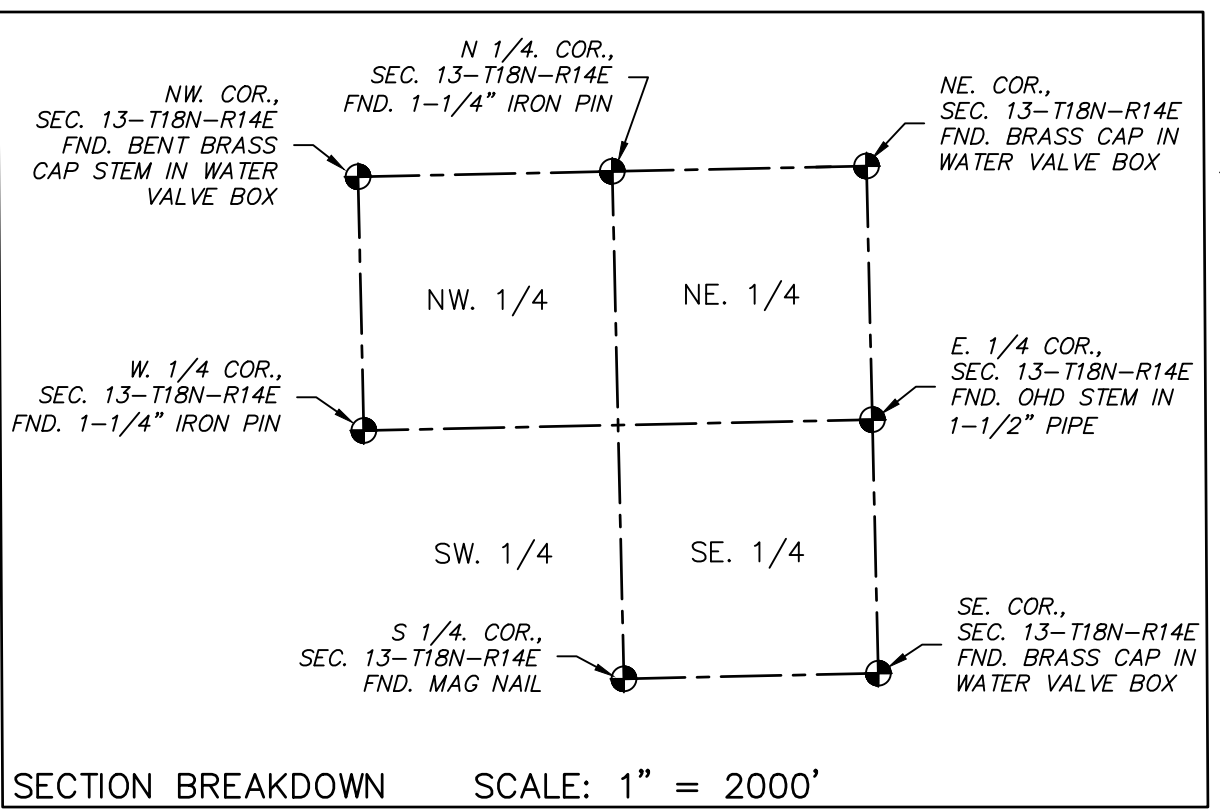 N 1/4. COR.,
SEC. 13-T18N-R14E
FND. 1-1/4" IRON PIN
NW. COR.,
SEC. 13-T18N-R14E
FND. BENT BRASS
CAP STEM IN WATER
VALVE BOX
NE. COR.,
SEC. 13-T18N-R14E
FND. BRASS CAP IN
WATER VALVE BOX
NW. 1/4
NE. 1/4
W. 1/4 COR.,
SEC. 13-T18N-R14E
FND. 1-1/4" IRON PIN
E. 1/4 COR.,
SEC. 13-T18N-R14E
FND. OHD STEM IN
1-1/2" PIPE
SW. 1/4
SE. 1/4
S 1/4. COR.,
SEC. 13-T18N-R14E
FND. MAG NAIL
SE. COR.,
SEC. 13-T18N-R14E
FND. BRASS CAP IN
WATER VALVE BOX
SECTION BREAKDOWN SCALE: 1" = 2000'